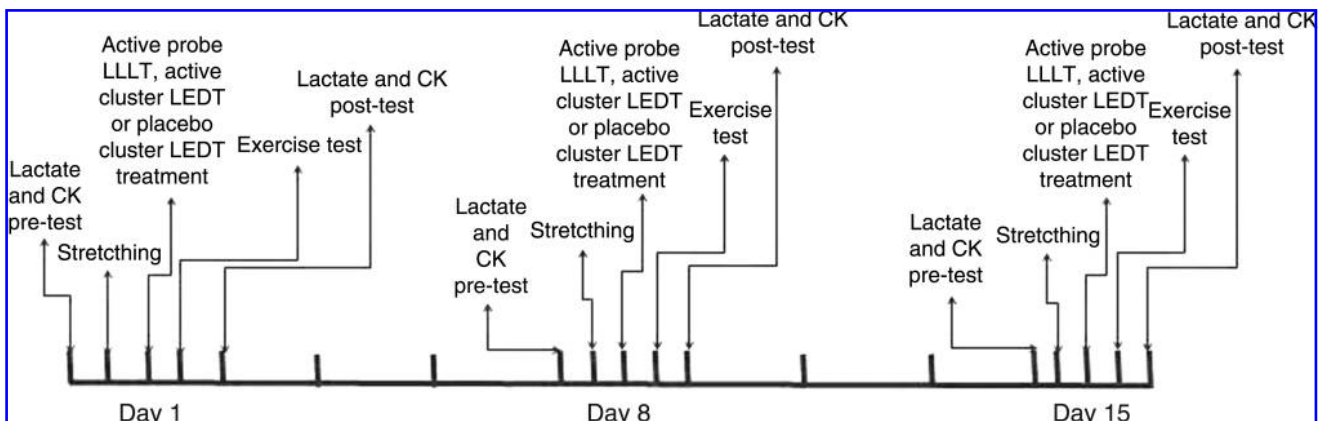 Lactate
and CK
pre-test
Stretcthing
Active probe
LLLT, active
cluster LEDT
or placebo
cluster LEDT
treatment
Exercise test
Lactate and CK
post-test
Day 1
Lactate
and
CK
pre-test
Stretcthing
Active probe
LLLT, active
cluster LEDT
or placebo
cluster LEDT
treatment
Exercise
test
Lactate and CK
post-test
Day 8
Lactate
and CK
pre-test
Stretcthing
Active probe
LLLT, active
cluster LEDT
or placebo
cluster LEDT
treatment
Exercise
test
Lactate and CK
post-test
Day 15